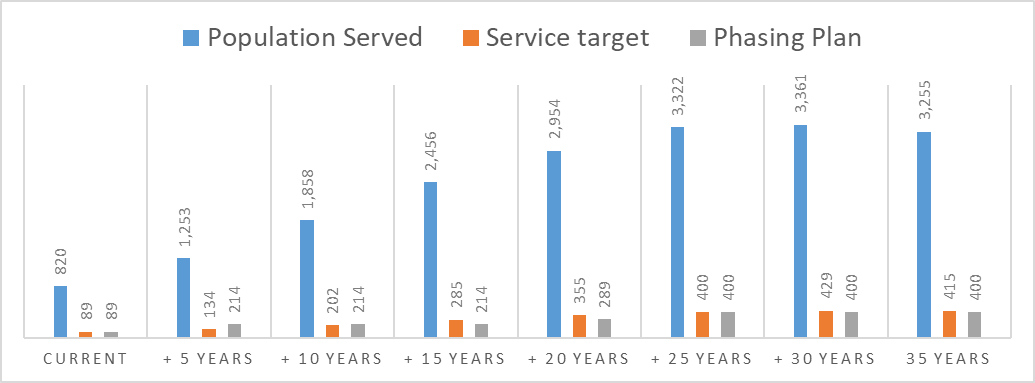 Population Served Service target Phasing Plan
820 89 89
1,253 134 214
1,858 202 214
2,456 285 214
2,954 355 289
3,322 400 400
3,361 429 400
3,255 415 400
CURRENT + 5 YEARS + 10 YEARS + 15 YEARS + 20 YEARS + 25 YEARS + 30 YEARS 35 YEARS